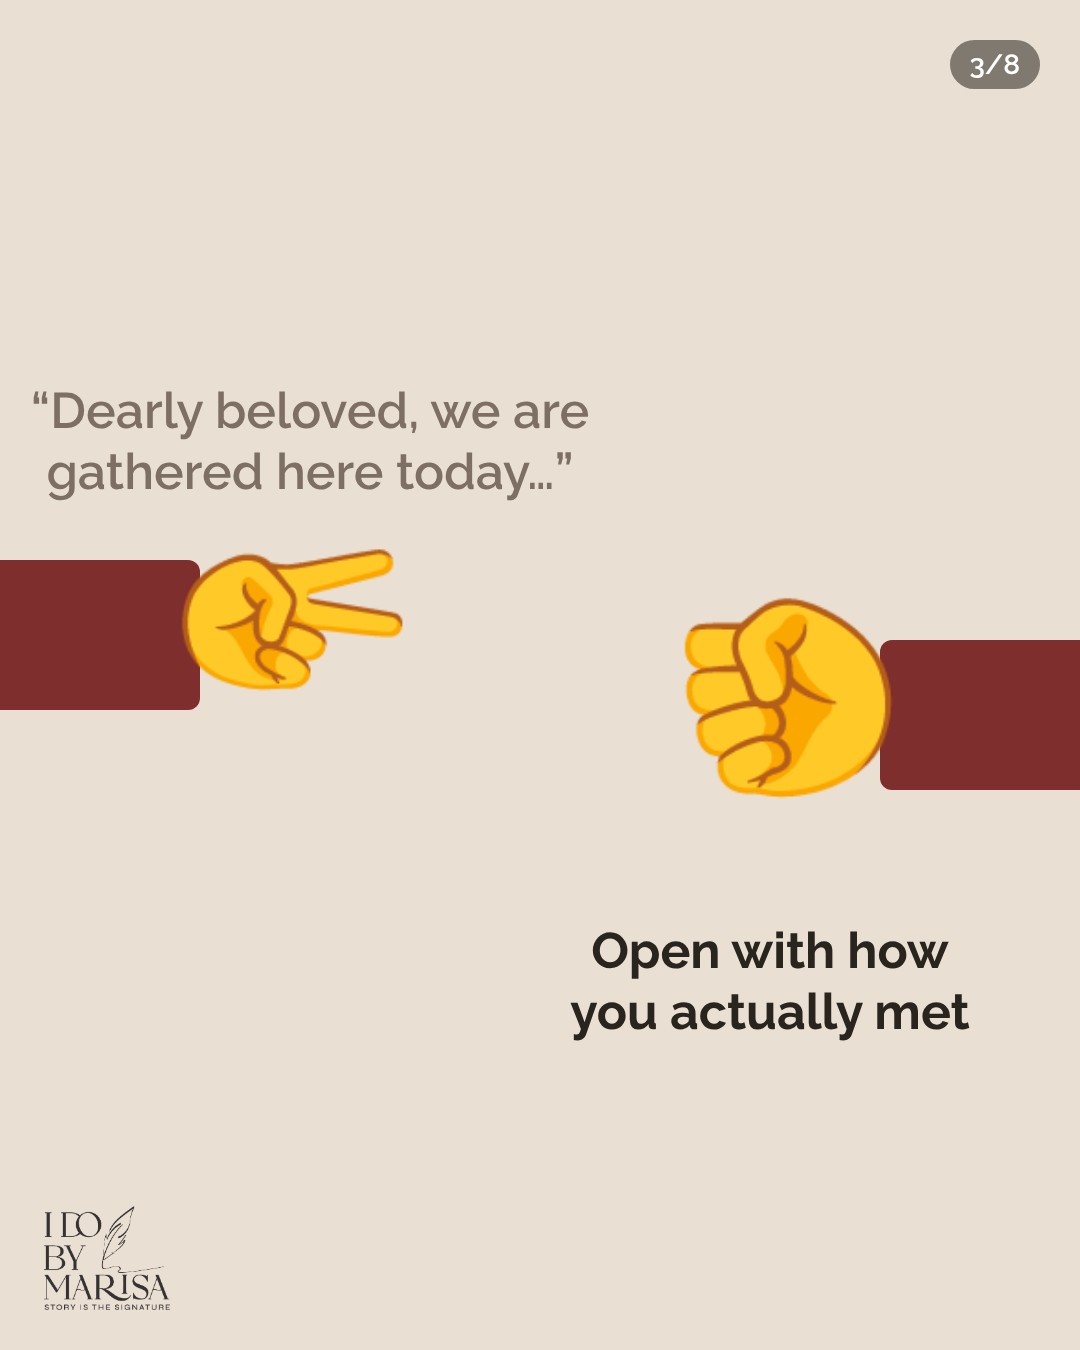 3/8
“Dearly beloved, we are
gathered here today...”
Open with how
you actually met
I DO
BY
MARISA
STORY IS THE SIGNATURE